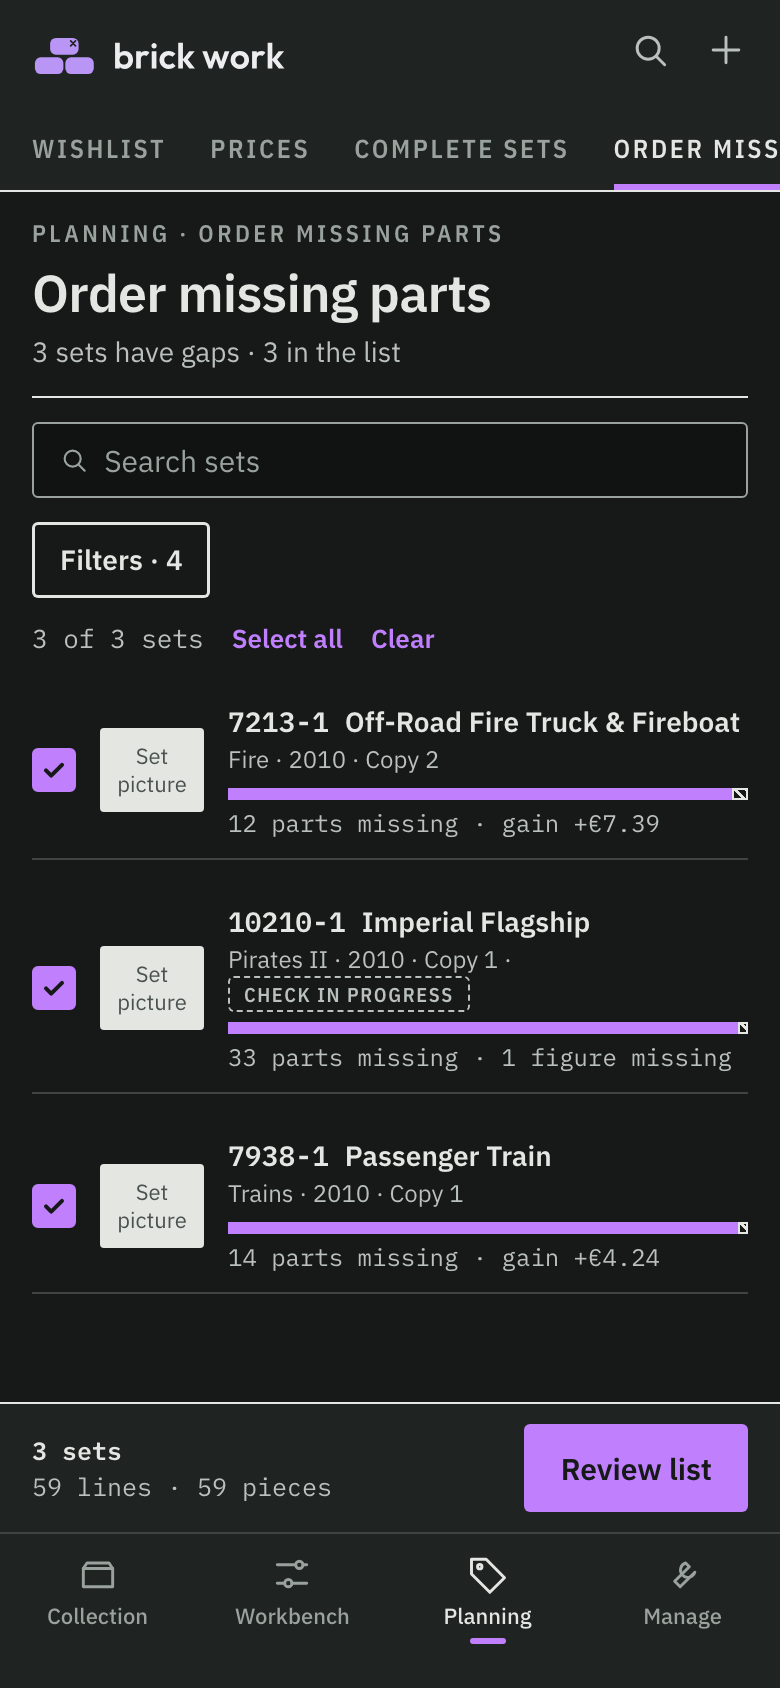 brick work
WISHLIST PRICES COMPLETE SETS ORDER MISS
PLANNING · ORDER MISSING PARTS
Order missing parts
3 sets have gaps · 3 in the list
Search sets
Filters · 4
3 of 3 sets Select all Clear
Set
picture
7213-1 Off-Road Fire Truck & Fireboat
Fire · 2010 · Copy 2
12 parts missing · gain +€7.39
Set
picture
10210-1 Imperial Flagship
Pirates II · 2010 · Copy 1 ·
CHECK IN PROGRESS
33 parts missing · 1 figure missing
Set
picture
7938-1 Passenger Train
Trains · 2010 · Copy 1
14 parts missing · gain +€4.24
3 sets
59 lines · 59 pieces
Review list
Collection Workbench Planning Manage